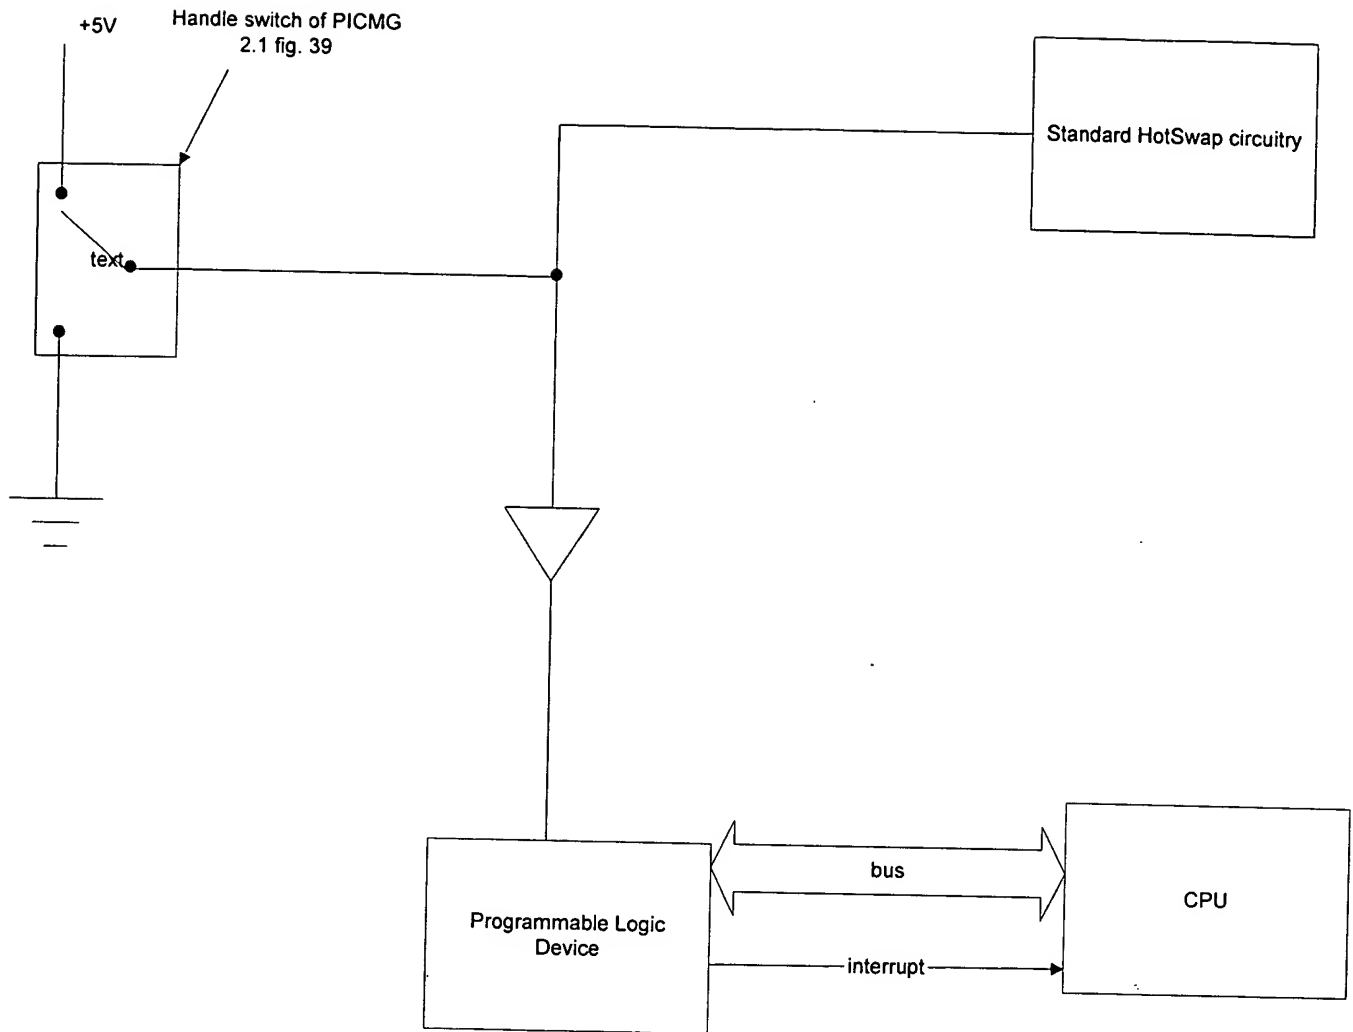 +5V
Handle switch of PICMG
2.1 fig. 39
Standard HotSwap circuitry
text
bus
CPU
Programmable Logic
Device
interrupt